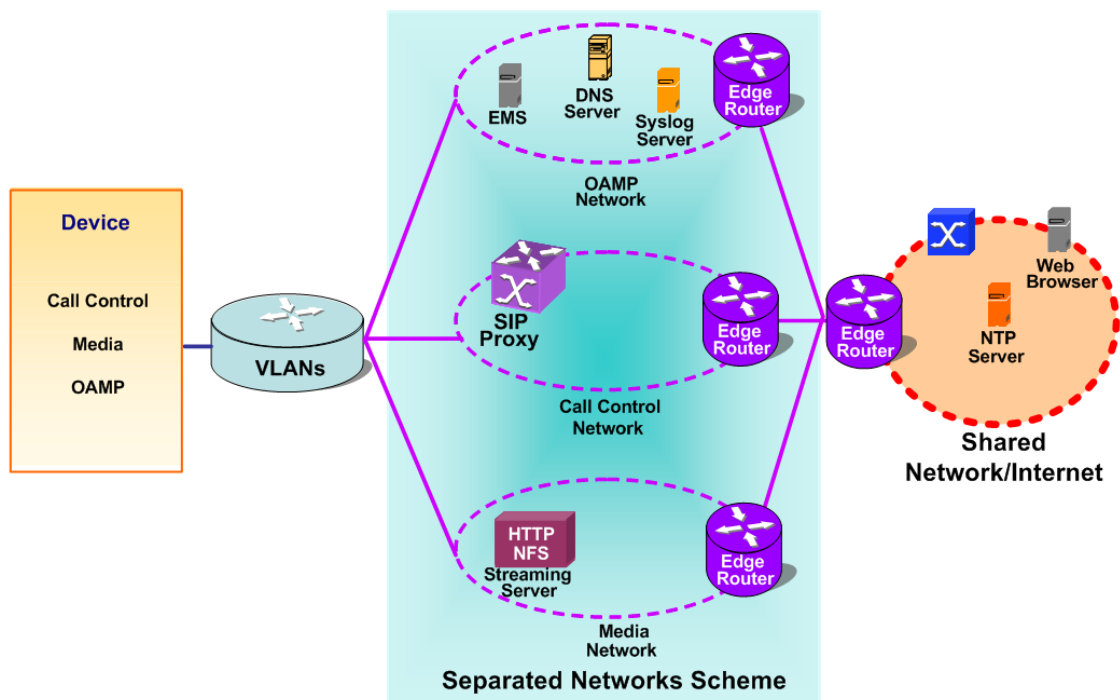 Device
Call Control
Media
OAMP
VLANs
EMS
DNS
Server
Syslog
Server
Edge
Router
OAMP
Network
SIP
Proxy
Edge
Router
Call Control
Network
HTTP
NFS
Streaming
Server
Edge
Router
Media
Network
Separated Networks Scheme
Edge
Router
Web
Browser
NTP
Server
Shared
Network/Internet